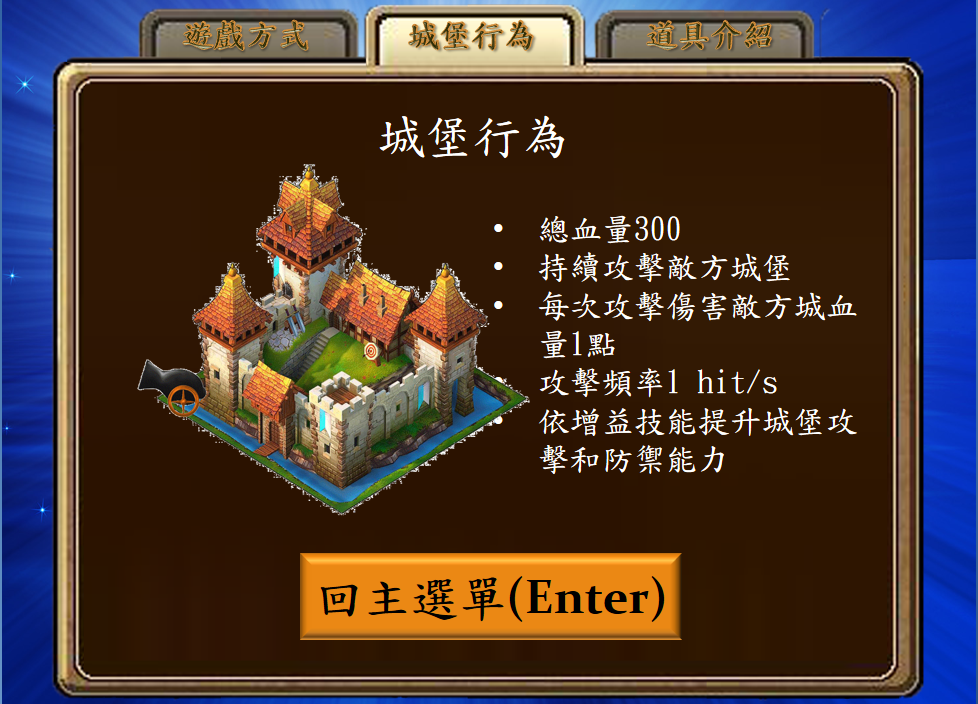 遊戲方式 城堡行為 道具介紹
城堡行為
• 總血量300
• 持續攻擊敵方城堡
• 每次攻擊傷害敵方城血
量1點
攻擊頻率1 hit/s
• 依增益技能提升城堡攻
擊和防禦能力
回主選單(Enter)